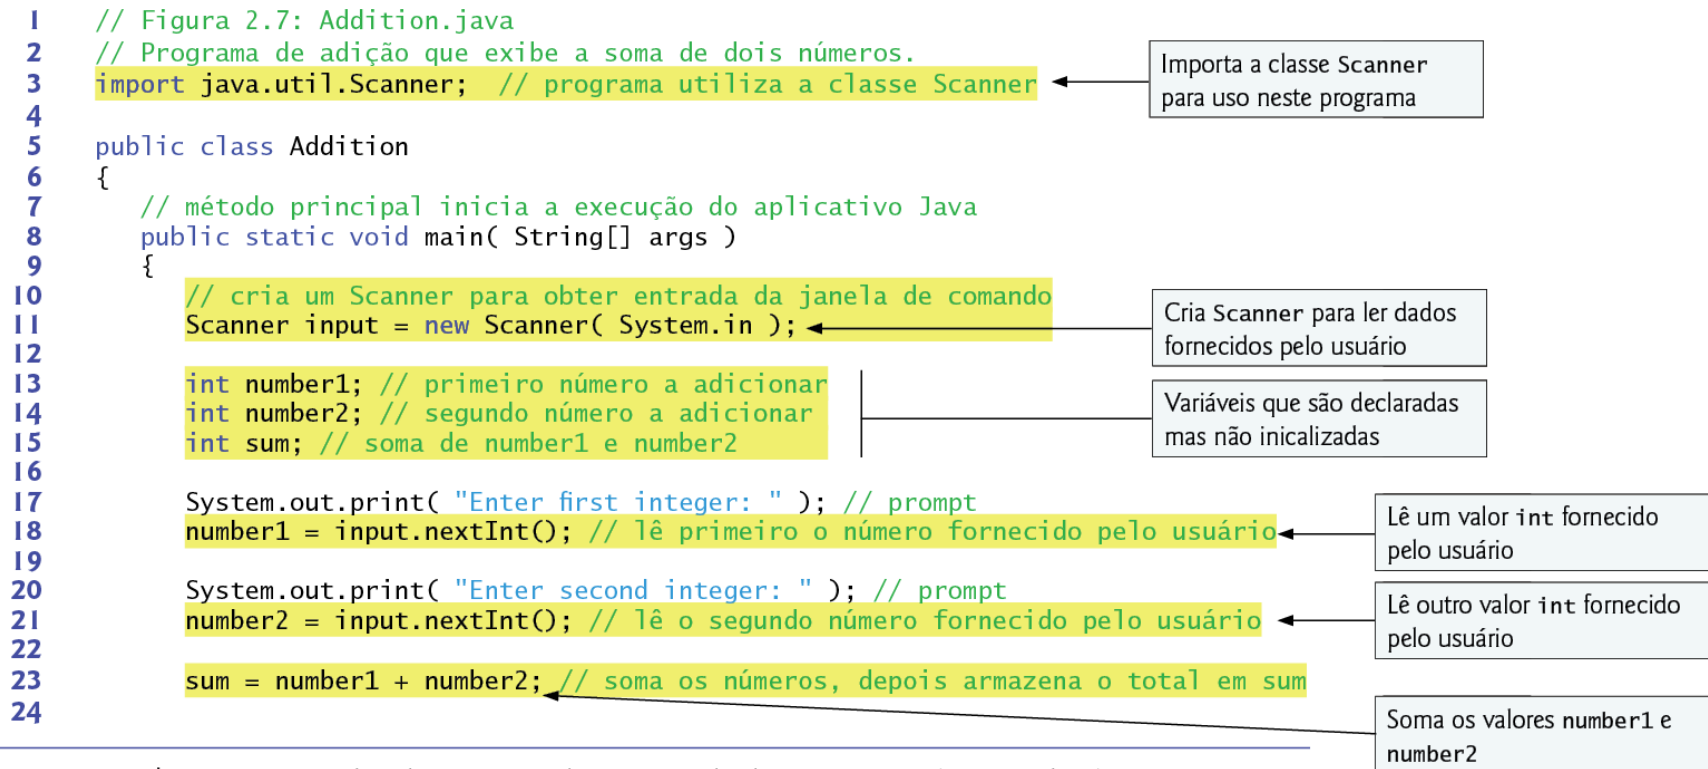 1 // Figura 2.7: Addition.java
2 // Programa de adição que exibe a soma de dois números.
3 import java.util.Scanner; // programa utiliza a classe Scanner
Importa a classe Scanner
para uso neste programa
4
5 public class Addition
6 {
7 // método principal inicia a execução do aplicativo Java
8 public static void main( String[] args )
9 {
10 // cria um Scanner para obter entrada da janela de comando
11 Scanner input = new Scanner( System.in );
Cria Scanner para ler dados
fornecidos pelo usuário
12
13 int number1; // primeiro número a adicionar
14 int number2; // segundo número a adicionar
15 int sum; // soma de number1 e number2
Variáveis que são declaradas
mas não inicalizadas
16
17 System.out.print( "Enter first integer: " ); // prompt
18 number1 = input.nextInt(); // lê primeiro o número fornecido pelo usuário
Lê um valor int fornecido
pelo usuário
19
20 System.out.print( "Enter second integer: " ); // prompt
21 number2 = input.nextInt(); // lê o segundo número fornecido pelo usuário
Lê outro valor int fornecido
pelo usuário
22
23 sum = number1 + number2; // soma os números, depois armazena o total em sum
24
Soma os valores number1 e
number2